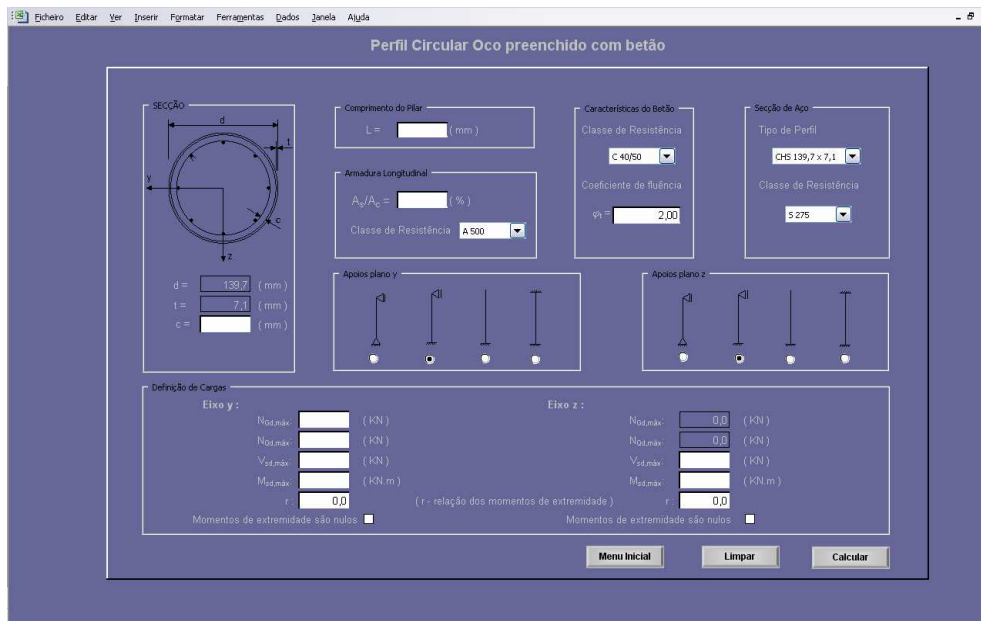 Ficheiro Editar Ver Inserir Formatar Ferramentas Dados Janela Ajuda
Perfil Circular Oco preenchido com betão
SECÇÃO
d
t
y
c
z
d = 139,7 ( mm )
t = 7,1 ( mm )
c = ( mm )
Comprimento do Pilar
L = ( mm )
Armadura Longitudinal
As/Ac = ( % )
Classe de Resistência A 500
Características do Betão
Classe de Resistência
C 40/50
Coeficiente de fluência
φt = 2,00
Secção de Aço
Tipo de Perfil
CHS 139,7 x 7,1
Classe de Resistência
S 275
Apoios plano y
Apoios plano z
Definição de Cargas
Eixo y :
NGd,máx: ( KN )
NQd,máx: ( KN )
Vsd,máx: ( KN )
Msd,máx: ( KN.m )
r : 0,0
( r - relação dos momentos de extremidade )
Momentos de extremidade são nulos
Eixo z :
NGd,máx: 0,0 ( KN )
NQd,máx: 0,0 ( KN )
Vsd,máx: ( KN )
Msd,máx: ( KN.m )
r 0,0
Momentos de extremidade são nulos
Menu Inicial
Limpar
Calcular